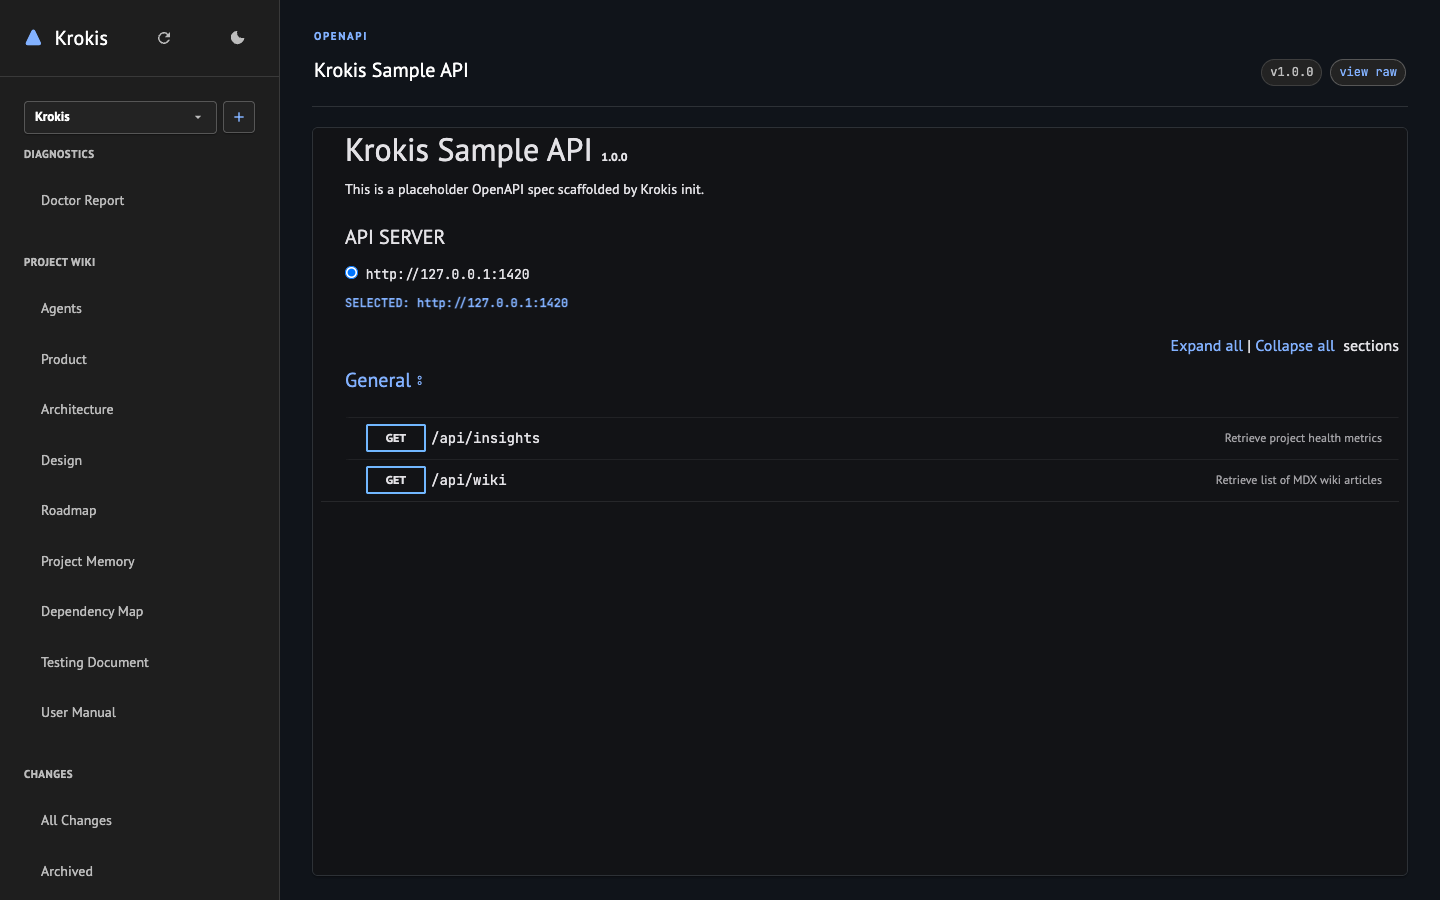 Krokis
Krokis
+
DIAGNOSTICS
Doctor Report
PROJECT WIKI
Agents
Product
Architecture
Design
Roadmap
Project Memory
Dependency Map
Testing Document
User Manual
CHANGES
All Changes
Archived
OPENAPI
Krokis Sample API
v1.0.0 view raw
Krokis Sample API 1.0.0
This is a placeholder OpenAPI spec scaffolded by Krokis init.
API SERVER
http://127.0.0.1:1420
SELECTED: http://127.0.0.1:1420
Expand all | Collapse all sections
General
GET /api/insights Retrieve project health metrics
GET /api/wiki Retrieve list of MDX wiki articles